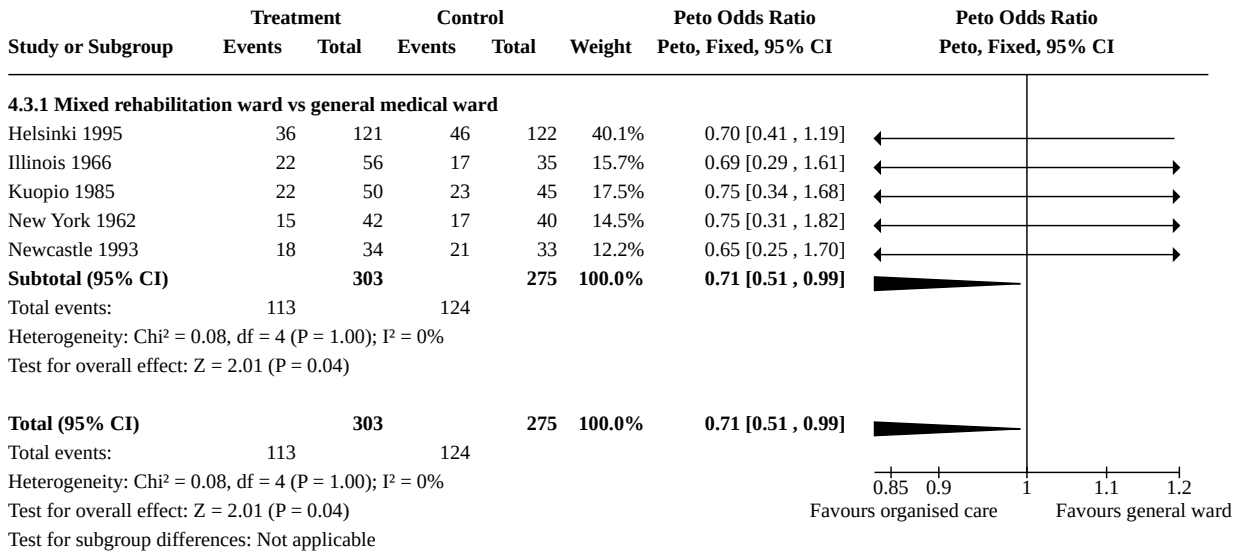 Treatment Control Peto Odds Ratio Peto Odds Ratio
Study or Subgroup Events Total Events Total Weight Peto, Fixed, 95% CI Peto, Fixed, 95% CI
4.3.1 Mixed rehabilitation ward vs general medical ward
Helsinki 1995 36 121 46 122 40.1% 0.70 [0.41 , 1.19]
Illinois 1966 22 56 17 35 15.7% 0.69 [0.29 , 1.61]
Kuopio 1985 22 50 23 45 17.5% 0.75 [0.34 , 1.68]
New York 1962 15 42 17 40 14.5% 0.75 [0.31 , 1.82]
Newcastle 1993 18 34 21 33 12.2% 0.65 [0.25 , 1.70]
Subtotal (95% CI) 303 275 100.0% 0.71 [0.51 , 0.99]
Total events: 113 124
Heterogeneity: Chi² = 0.08, df = 4 (P = 1.00); I² = 0%
Test for overall effect: Z = 2.01 (P = 0.04)
Total (95% CI) 303 275 100.0% 0.71 [0.51 , 0.99]
Total events: 113 124
Heterogeneity: Chi² = 0.08, df = 4 (P = 1.00); I² = 0%
0.85 0.9 1 1.1 1.2
Test for overall effect: Z = 2.01 (P = 0.04) Favours organised care Favours general ward
Test for subgroup differences: Not applicable